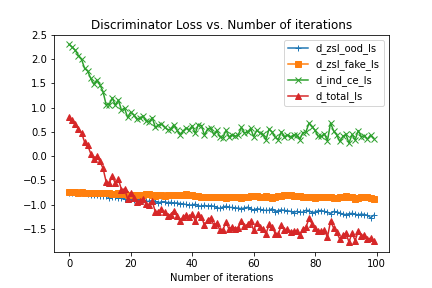 Discriminator Loss vs. Number of iterations
d_zsl_ood_ls
d_zsl_fake_ls
d_ind_ce_ls
d_total_ls
2.5
2.0
1.5
1.0
0.5
0.0
−0.5
−1.0
−1.5
0 20 40 60 80 100
Number of iterations